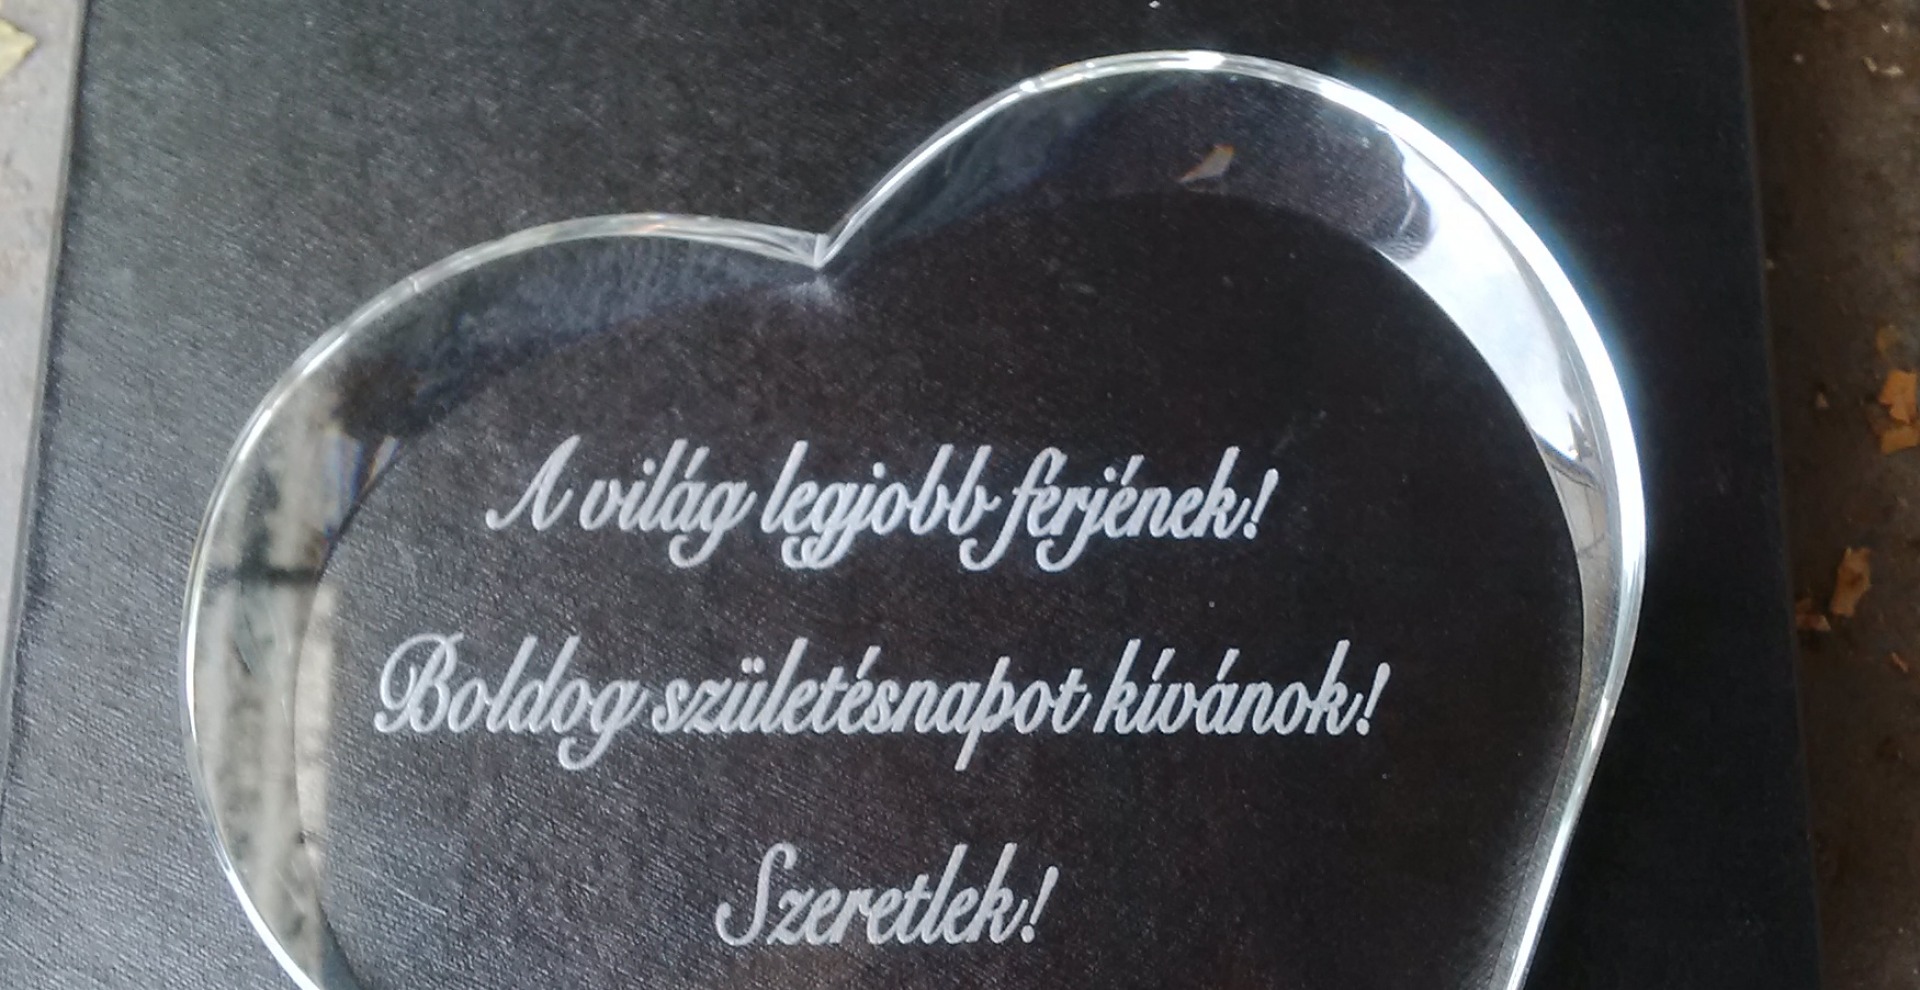 A világ legjobb férjének!
Boldog születésnapot kívánok!
Szeretlek!